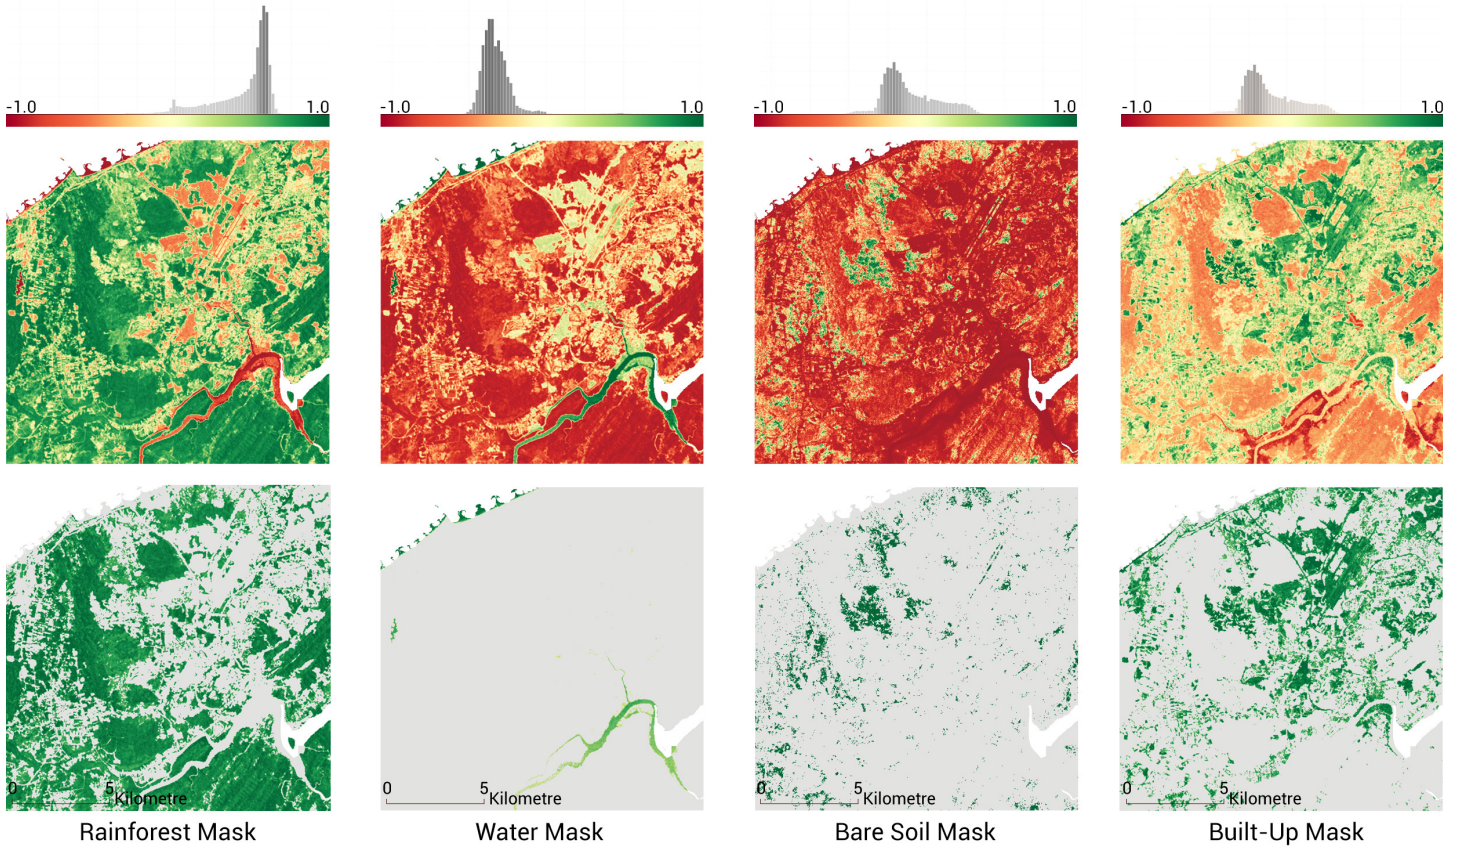 -1.0 1.0 -1.0 1.0 -1.0 1.0 -1.0 1.0
0 5 Kilometre 0 5 Kilometre 0 5 Kilometre 0 5 Kilometre
Rainforest Mask Water Mask Bare Soil Mask Built-Up Mask